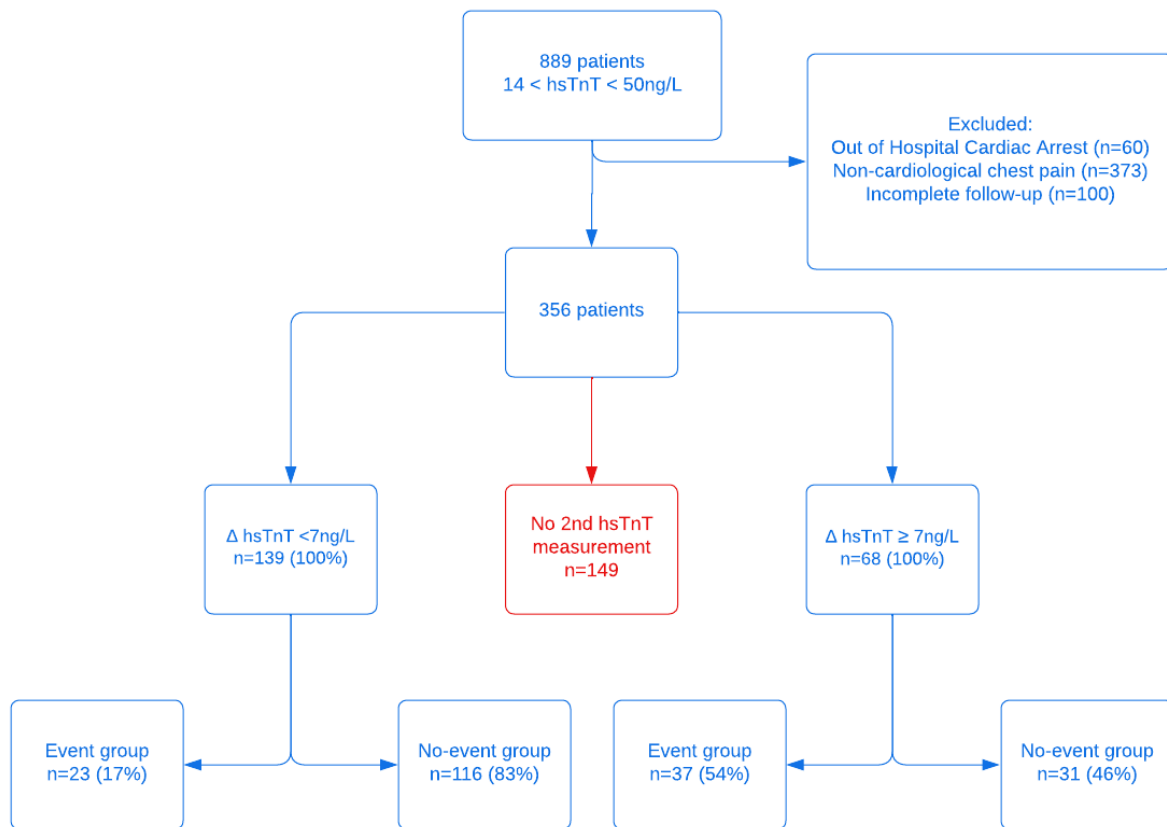 889 patients
14 < hsTnT < 50ng/L
Excluded:
Out of Hospital Cardiac Arrest (n=60)
Non-cardiological chest pain (n=373)
Incomplete follow-up (n=100)
356 patients
Δ hsTnT <7ng/L
n=139 (100%)
No 2nd hsTnT
measurement
n=149
Δ hsTnT ≥ 7ng/L
n=68 (100%)
Event group
n=23 (17%)
No-event group
n=116 (83%)
Event group
n=37 (54%)
No-event group
n=31 (46%)